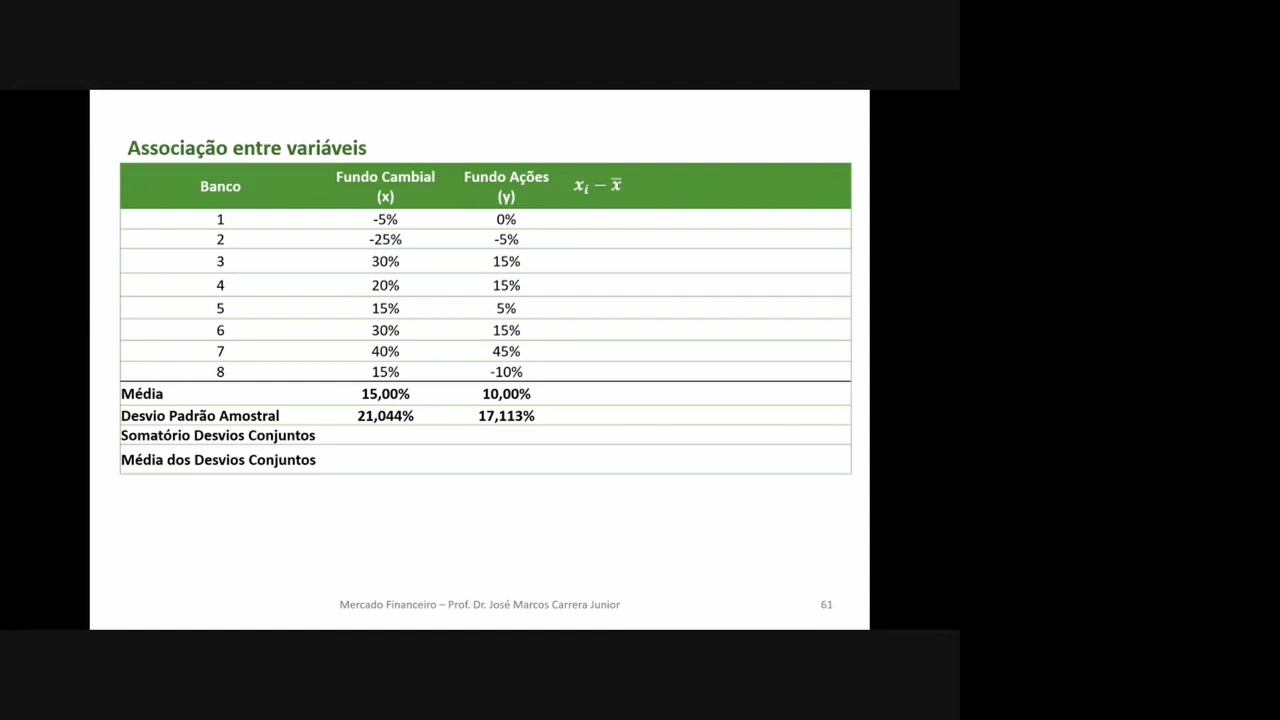 Associação entre variáveis
Banco Fundo Cambial (x) Fundo Ações (y) xᵢ − x̅
1 -5% 0%
2 -25% -5%
3 30% 15%
4 20% 15%
5 15% 5%
6 30% 15%
7 40% 45%
8 15% -10%
Média 15,00% 10,00%
Desvio Padrão Amostral 21,044% 17,113%
Somatório Desvios Conjuntos
Média dos Desvios Conjuntos
Mercado Financeiro – Prof. Dr. José Marcos Carrera Junior 61